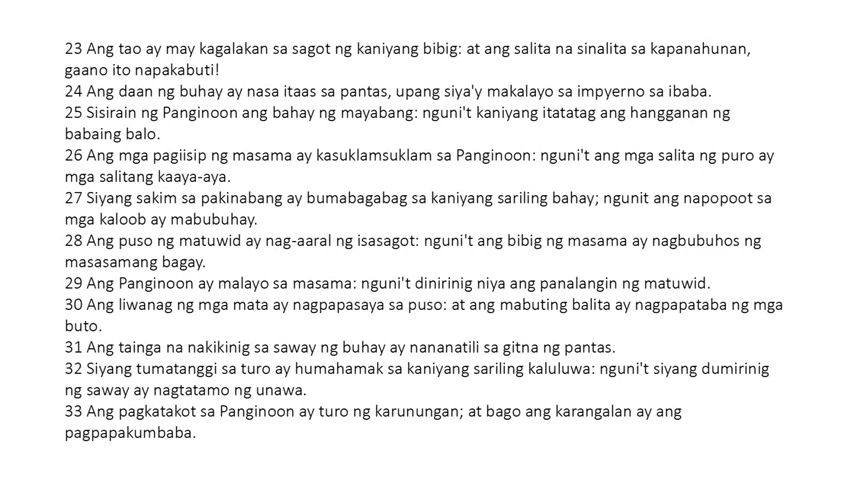 23 Ang tao ay may kagalakan sa sagot ng kaniyang bibig: at ang salita na sinalita sa kapanahunan,
gaano ito napakabuti!
24 Ang daan ng buhay ay nasa itaas sa pantas, upang siya'y makalayo sa impyerno sa ibaba.
25 Sisirain ng Panginoon ang bahay ng mayabang: nguni't kaniyang itatatag ang hangganan ng
babaing balo.
26 Ang mga pagiisip ng masama ay kasuklamsuklam sa Panginoon: nguni't ang mga salita ng puro ay
mga salitang kaaya-aya.
27 Siyang sakim sa pakinabang ay bumabagabag sa kaniyang sariling bahay; ngunit ang napopoot sa
mga kaloob ay mabubuhay.
28 Ang puso ng matuwid ay nag-aaral ng isasagot: nguni't ang bibig ng masama ay nagbubuhos ng
masasamang bagay.
29 Ang Panginoon ay malayo sa masama: nguni't dinirinig niya ang panalangin ng matuwid.
30 Ang liwanag ng mga mata ay nagpapasaya sa puso: at ang mabuting balita ay nagpapataba ng mga
buto.
31 Ang tainga na nakikinig sa saway ng buhay ay nananatili sa gitna ng pantas.
32 Siyang tumatanggi sa turo ay humahamak sa kaniyang sariling kaluluwa: nguni't siyang dumirinig
ng saway ay nagtatamo ng unawa.
33 Ang pagkatakot sa Panginoon ay turo ng karunungan; at bago ang karangalan ay ang
pagpapakumbaba.